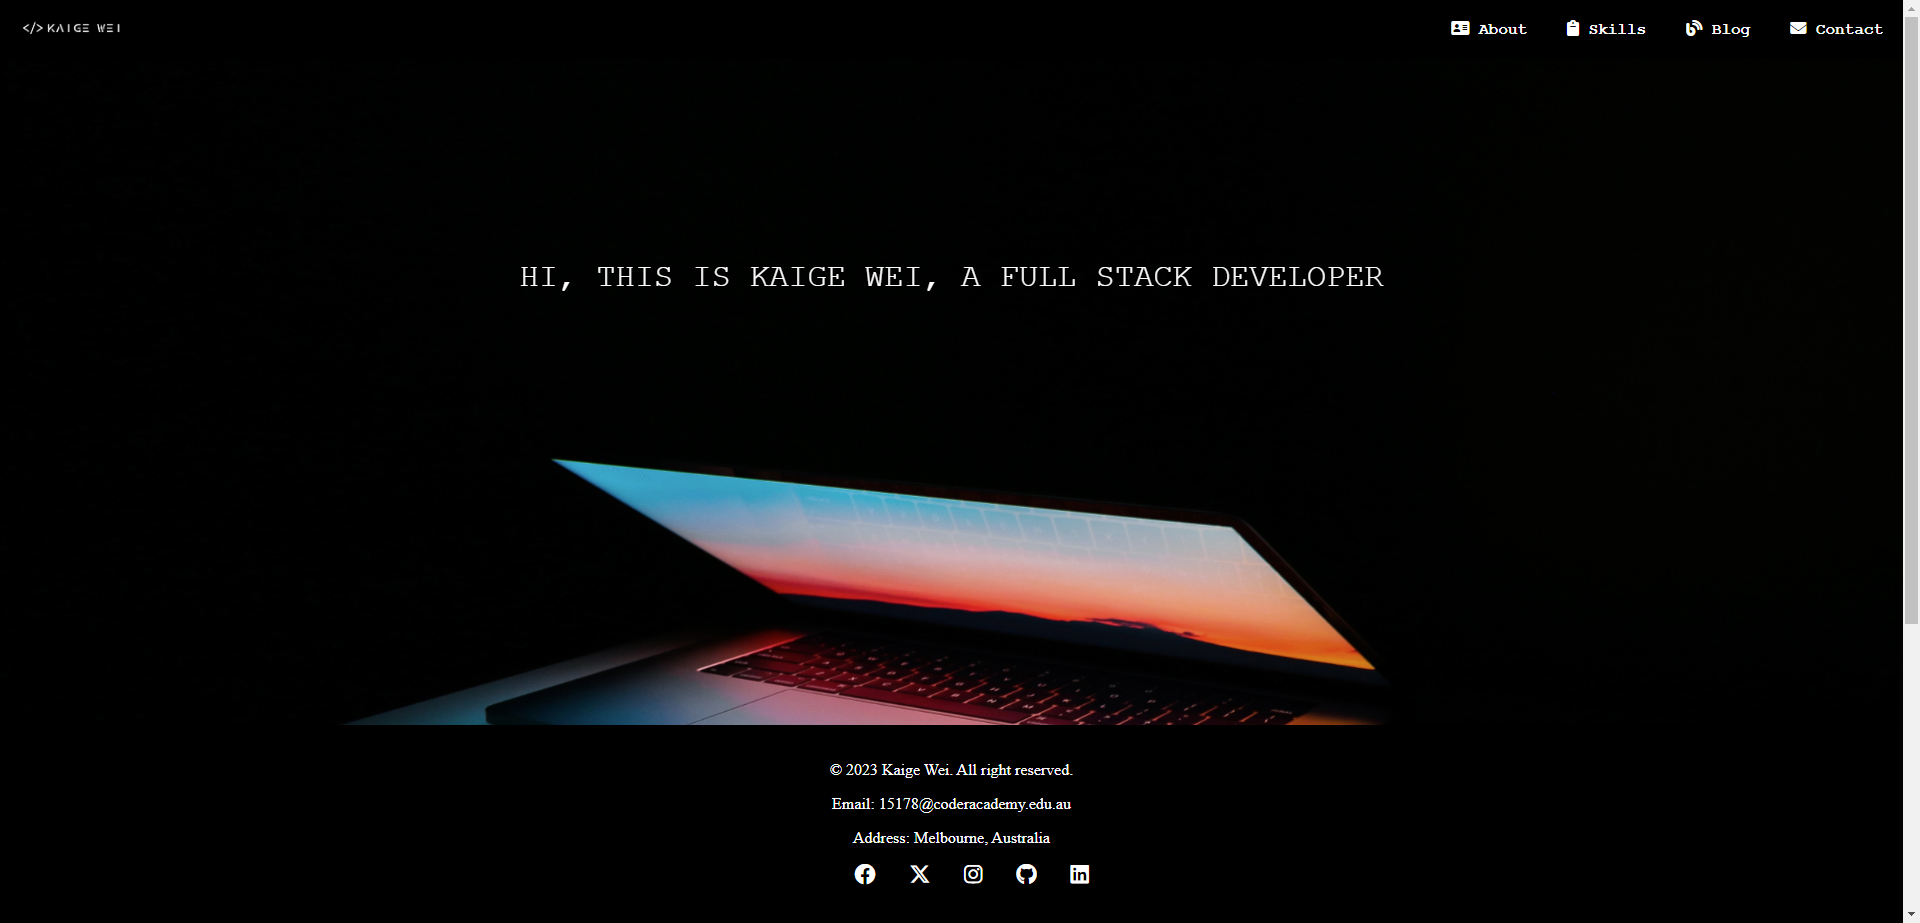 </> KAIGE WEI
About Skills Blog Contact
HI, THIS IS KAIGE WEI, A FULL STACK DEVELOPER
© 2023 Kaige Wei. All right reserved.
Email: 15178@coderacademy.edu.au
Address: Melbourne, Australia